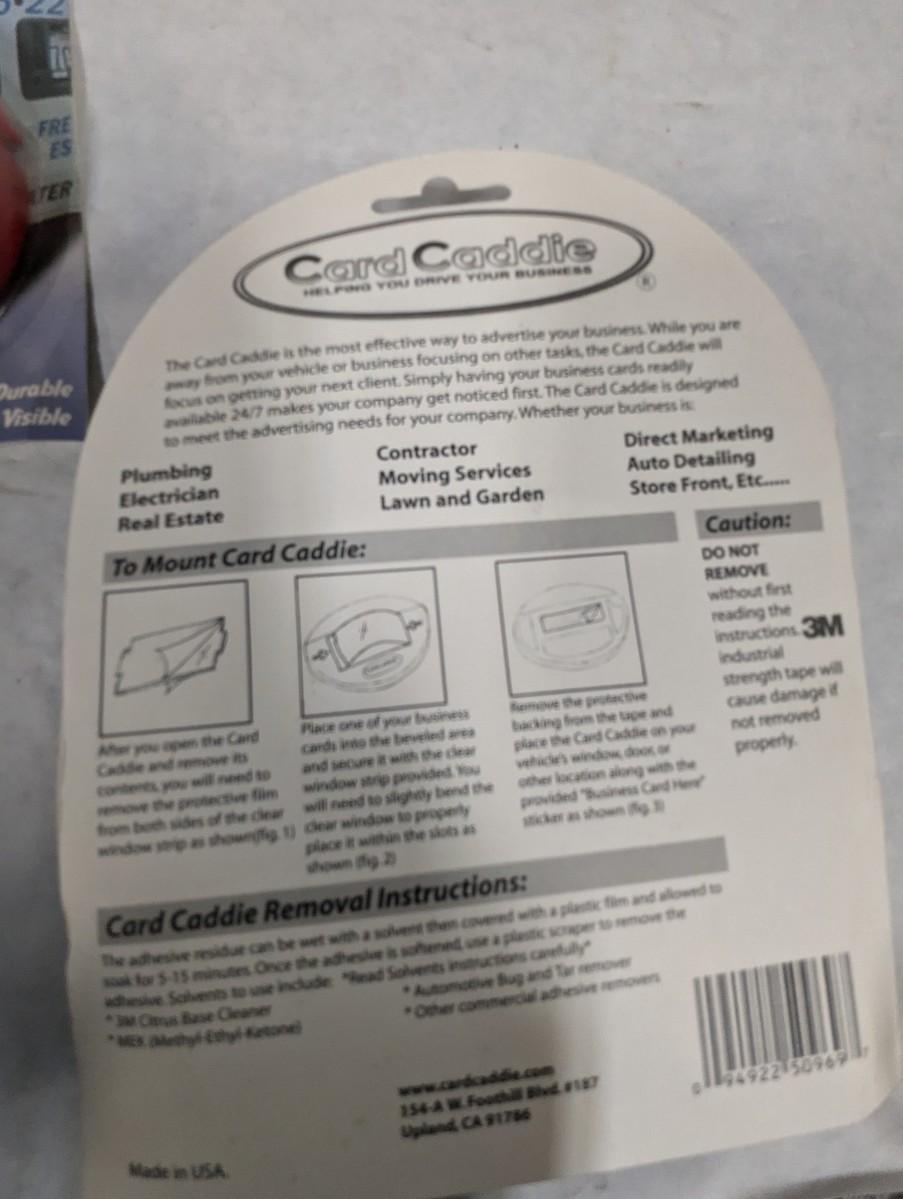 FRE
ES
Durable
Visible
Card Caddie
HELPING YOU DRIVE YOUR BUSINESS
®
The Card Caddie is the most effective way to advertise your business. While you are
away from your vehicle or business focusing on other tasks, the Card Caddie will
focus on getting your next client. Simply having your business cards readily
available 24/7 makes your company get noticed first. The Card Caddie is designed
to meet the advertising needs for your company. Whether your business is:
Plumbing
Electrician
Real Estate
Contractor
Moving Services
Lawn and Garden
Direct Marketing
Auto Detailing
Store Front, Etc.....
To Mount Card Caddie:
After you open the Card
Caddie and remove its
contents, you will need to
remove the protective film
from both sides of the clear
window strip as shown(fig. 1)
Place one of your business
cards into the beveled area
and secure it with the clear
window strip provided. You
will need to slightly bend the
clear window to properly
place it within the slots as
shown (fig. 2)
Remove the protective
backing from the tape and
place the Card Caddie on your
vehicle's window, door, or
other location along with the
provided "Business Card Here"
sticker as shown (fig. 3)
Caution:
DO NOT
REMOVE
without first
reading the
instructions. 3M
industrial
strength tape will
cause damage if
not removed
properly.
Card Caddie Removal Instructions:
The adhesive residue can be wet with a solvent then covered with a plastic film and allowed to
soak for 5-15 minutes. Once the adhesive is softened, use a plastic scraper to remove the
adhesive. Solvents to use include: *Read Solvents instructions carefully*
* 3M Citrus Base Cleaner
* MEK (Methyl-Ethyl-Ketone)
* Automotive Bug and Tar remover
* Other commercial adhesive removers
www.cardcaddie.com
154-A W. Foothill Blvd. #187
Upland, CA 91786
0 94922 50969 7
Made in USA.